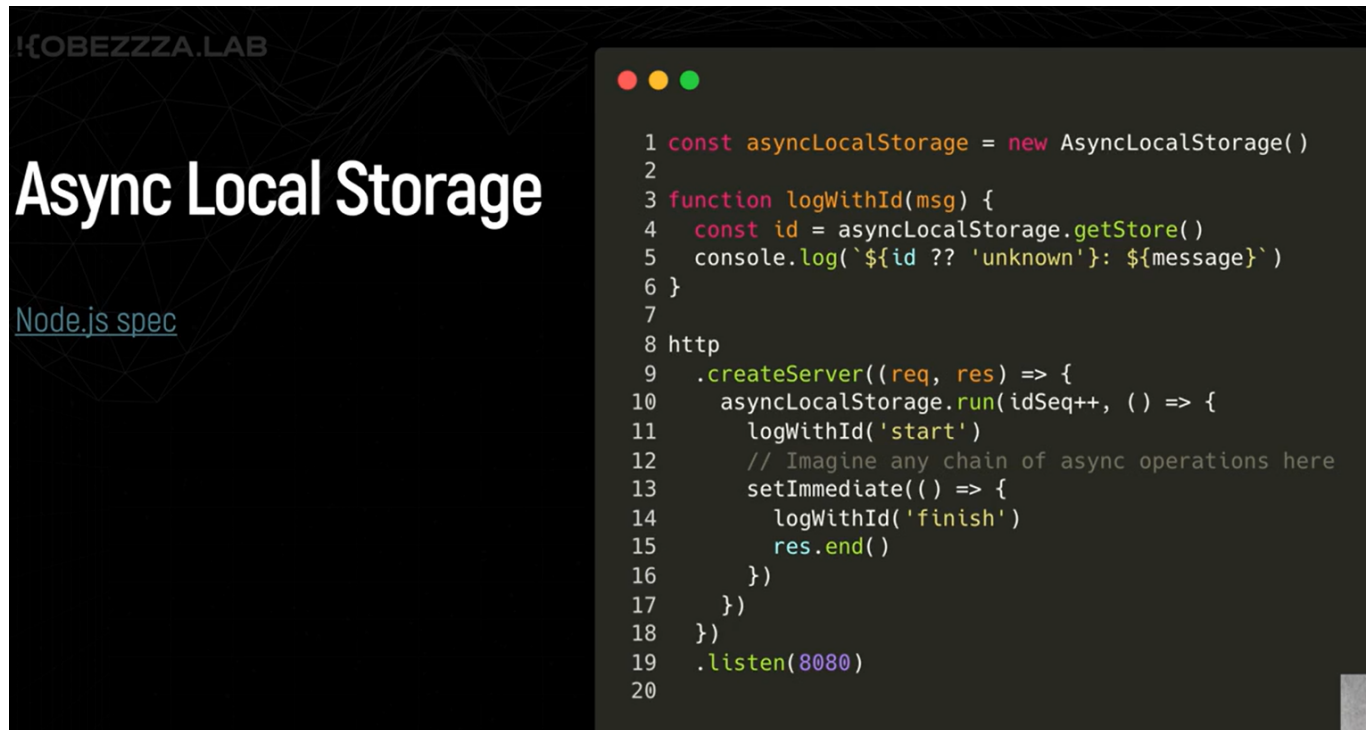 !{OBEZZZA.LAB
Async Local Storage
Node.js spec
1 const asyncLocalStorage = new AsyncLocalStorage()
2
3 function logWithId(msg) {
4   const id = asyncLocalStorage.getStore()
5   console.log(`${id ?? 'unknown'}: ${message}`)
6 }
7
8 http
9   .createServer((req, res) => {
10     asyncLocalStorage.run(idSeq++, () => {
11       logWithId('start')
12       // Imagine any chain of async operations here
13       setImmediate(() => {
14         logWithId('finish')
15         res.end()
16       })
17     })
18   })
19   .listen(8080)
20